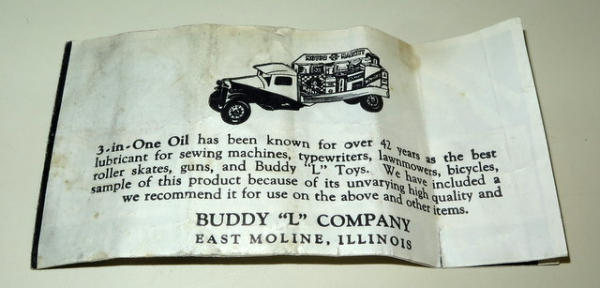 MOTOR MARKET
3-in-One Oil has been known for over 42 years as the best
lubricant for sewing machines, typewriters, lawnmowers, bicycles,
roller skates, guns, and Buddy "L" Toys. We have included a
sample of this product because of its unvarying high quality and
we recommend it for use on the above and other items.
BUDDY "L" COMPANY
EAST MOLINE, ILLINOIS